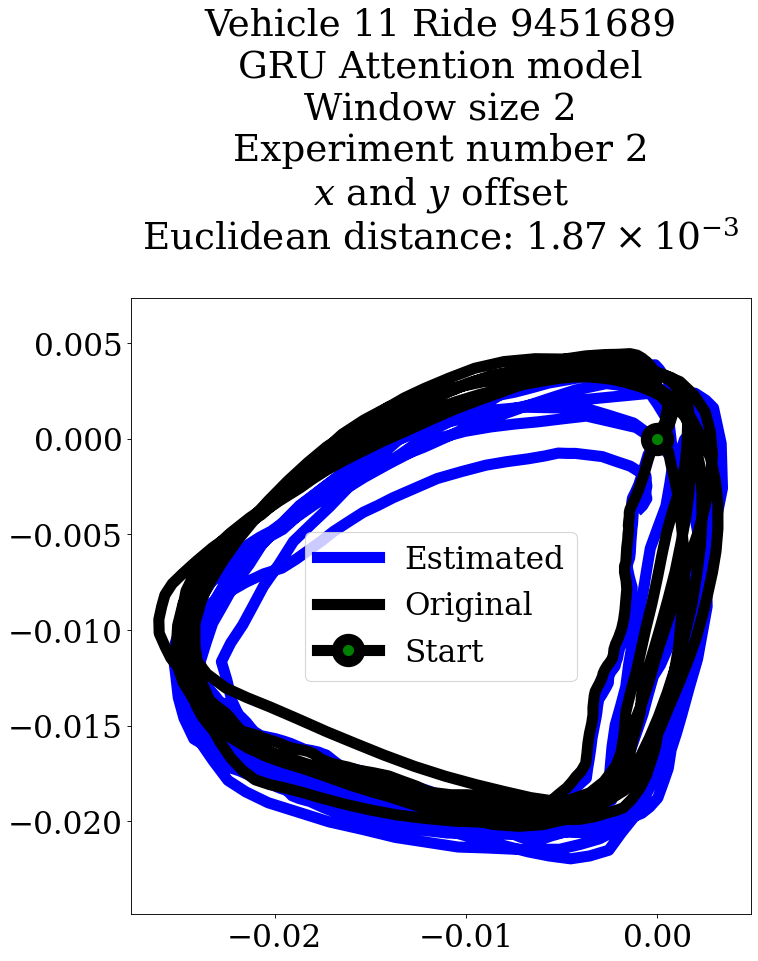 Vehicle 11 Ride 9451689
GRU Attention model
Window size 2
Experiment number 2
x and y offset
Euclidean distance: 1.87 × 10⁻³
0.005
0.000
−0.005
−0.010
−0.015
−0.020
Estimated
Original
Start
−0.02
−0.01
0.00